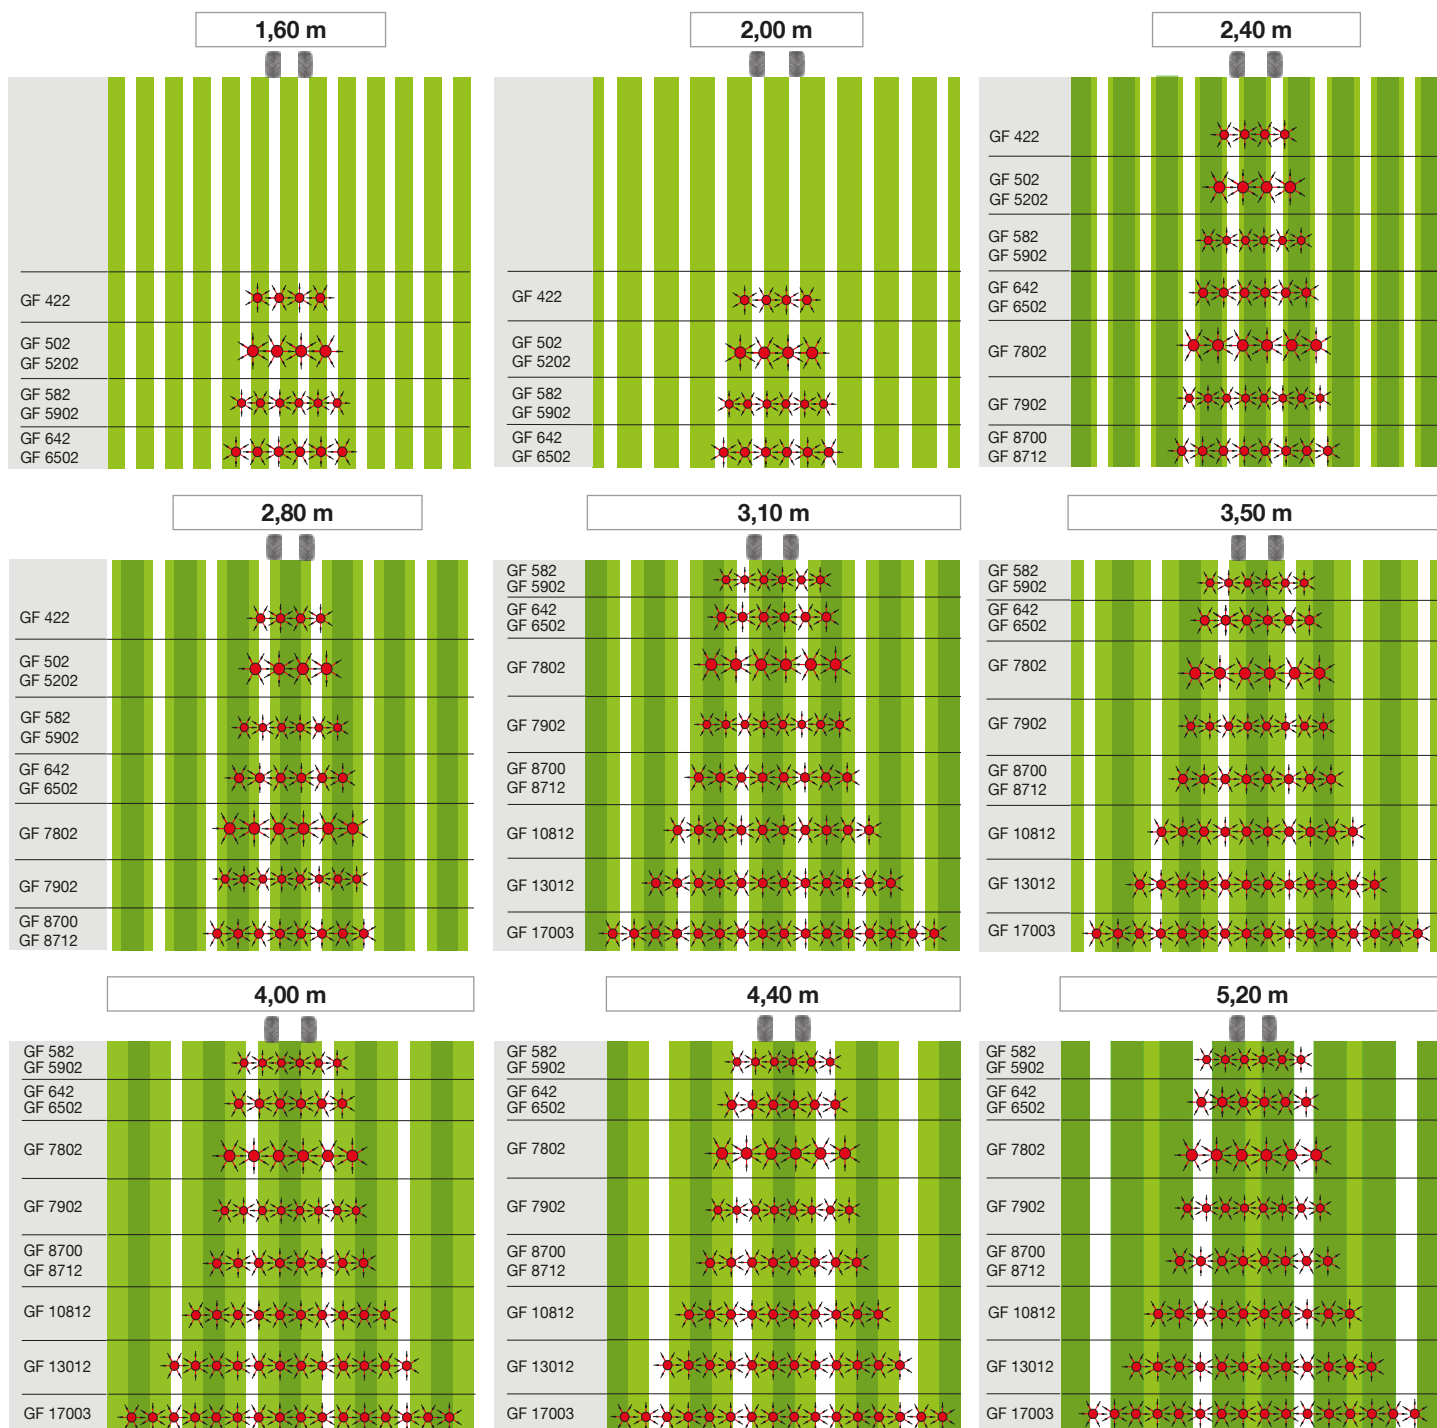 1,60 m
GF 422
GF 502
GF 5202
GF 582
GF 5902
GF 642
GF 6502
2,00 m
GF 422
GF 502
GF 5202
GF 582
GF 5902
GF 642
GF 6502
2,40 m
GF 422
GF 502
GF 5202
GF 582
GF 5902
GF 642
GF 6502
GF 7802
GF 7902
GF 8700
GF 8712
2,80 m
GF 422
GF 502
GF 5202
GF 582
GF 5902
GF 642
GF 6502
GF 7802
GF 7902
GF 8700
GF 8712
3,10 m
GF 582
GF 5902
GF 642
GF 6502
GF 7802
GF 7902
GF 8700
GF 8712
GF 10812
GF 13012
GF 17003
3,50 m
GF 582
GF 5902
GF 642
GF 6502
GF 7802
GF 7902
GF 8700
GF 8712
GF 10812
GF 13012
GF 17003
4,00 m
GF 582
GF 5902
GF 642
GF 6502
GF 7802
GF 7902
GF 8700
GF 8712
GF 10812
GF 13012
GF 17003
4,40 m
GF 582
GF 5902
GF 642
GF 6502
GF 7802
GF 7902
GF 8700
GF 8712
GF 10812
GF 13012
GF 17003
5,20 m
GF 582
GF 5902
GF 642
GF 6502
GF 7802
GF 7902
GF 8700
GF 8712
GF 10812
GF 13012
GF 17003